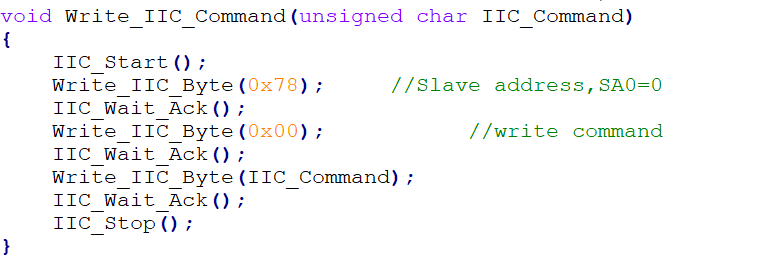 void Write_IIC_Command(unsigned char IIC_Command)
{
    IIC_Start();
    Write_IIC_Byte(0x78);     //Slave address,SA0=0
    IIC_Wait_Ack();
    Write_IIC_Byte(0x00);           //write command
    IIC_Wait_Ack();
    Write_IIC_Byte(IIC_Command);
    IIC_Wait_Ack();
    IIC_Stop();
}